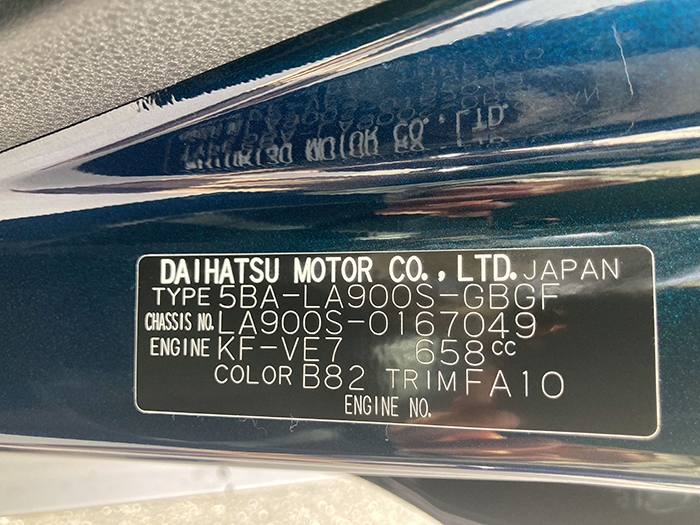 DAIHATSU MOTOR CO., LTD. JAPAN
TYPE 5BA-LA900S-GBGF
CHASSIS NO. LA900S-0167049
ENGINE KF-VE7 658cc
COLOR B82 TRIM FA10
ENGINE NO.